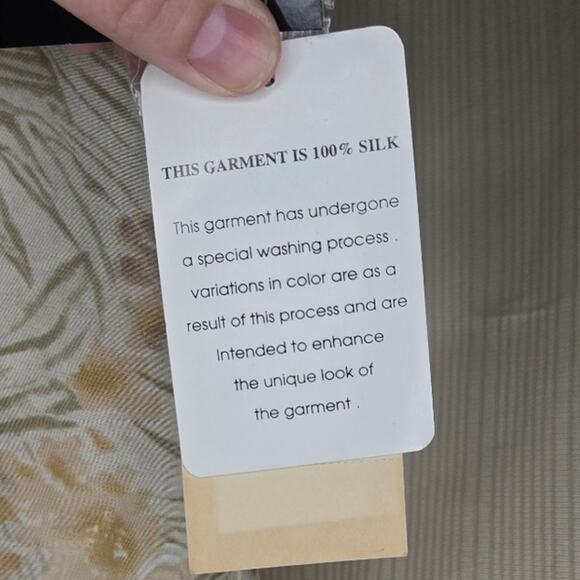 THIS GARMENT IS 100% SILK
This garment has undergone
a special washing process .
variations in color are as a
result of this process and are
Intended to enhance
the unique look of
the garment .